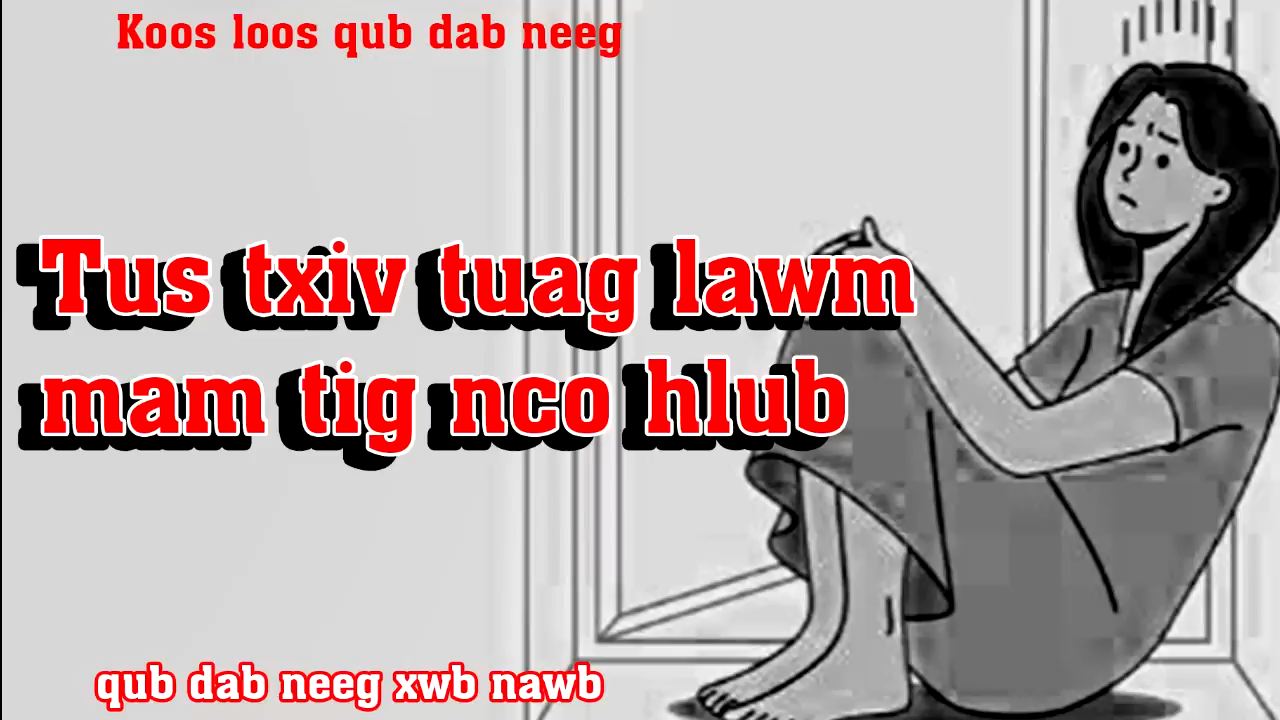 Koos loos qub dab neeg
Tus txiv tuag lawm
mam tig nco hlub
qub dab neeg xwb nawb